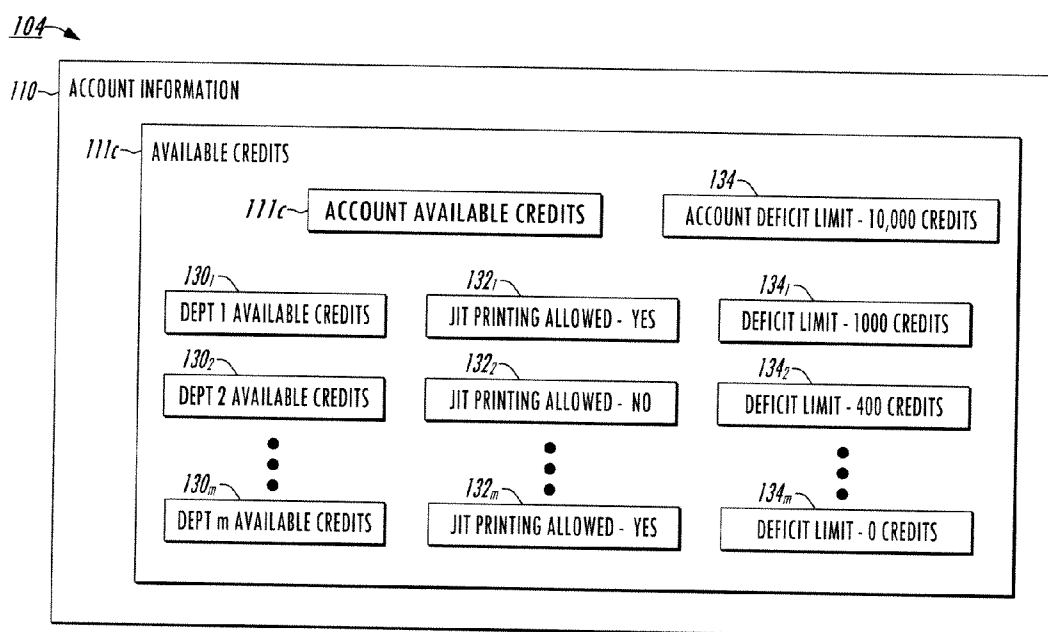 104
110 ACCOUNT INFORMATION
111c AVAILABLE CREDITS
134
111c ACCOUNT AVAILABLE CREDITS ACCOUNT DEFICIT LIMIT - 10,000 CREDITS
130₁ 132₁ 134₁
DEPT 1 AVAILABLE CREDITS JIT PRINTING ALLOWED - YES DEFICIT LIMIT - 1000 CREDITS
130₂ 132₂ 134₂
DEPT 2 AVAILABLE CREDITS JIT PRINTING ALLOWED - NO DEFICIT LIMIT - 400 CREDITS
130ₘ 132ₘ 134ₘ
DEPT m AVAILABLE CREDITS JIT PRINTING ALLOWED - YES DEFICIT LIMIT - 0 CREDITS